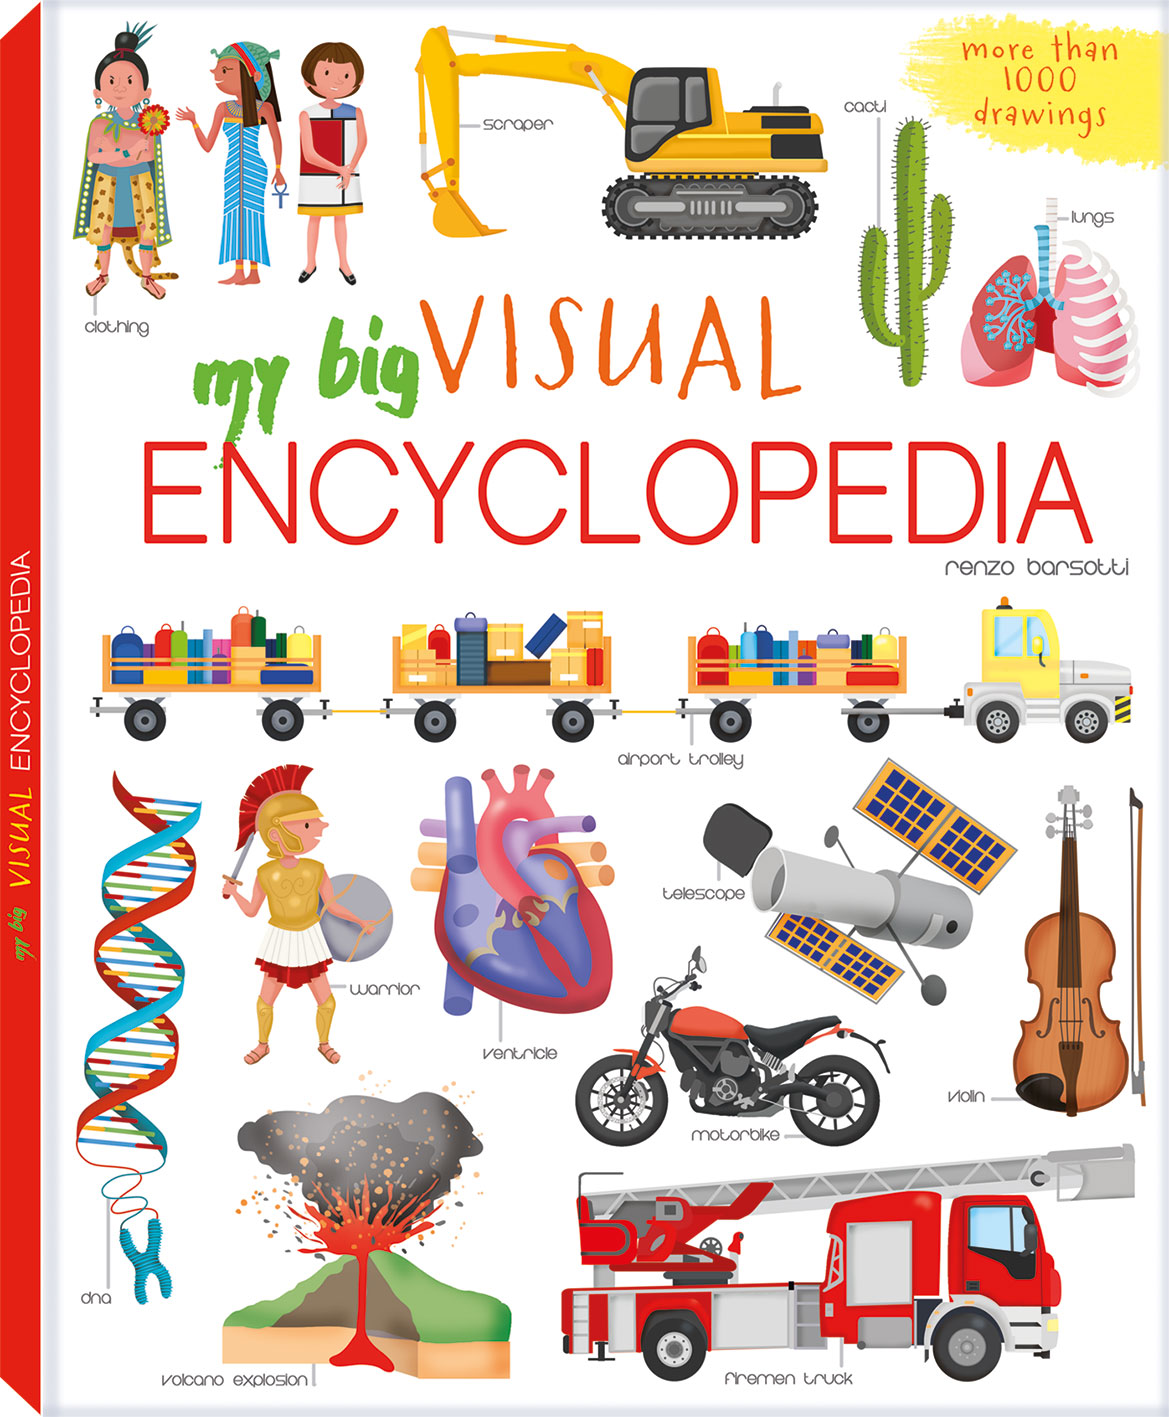 more than
1000
drawings
scraper
cacti
lungs
clothing
my big VISUAL
ENCYCLOPEDIA
renzo barsotti
airport trolley
telescope
warrior
ventricle
violin
motorbike
dna
volcano explosion
firemen truck
my big VISUAL ENCYCLOPEDIA